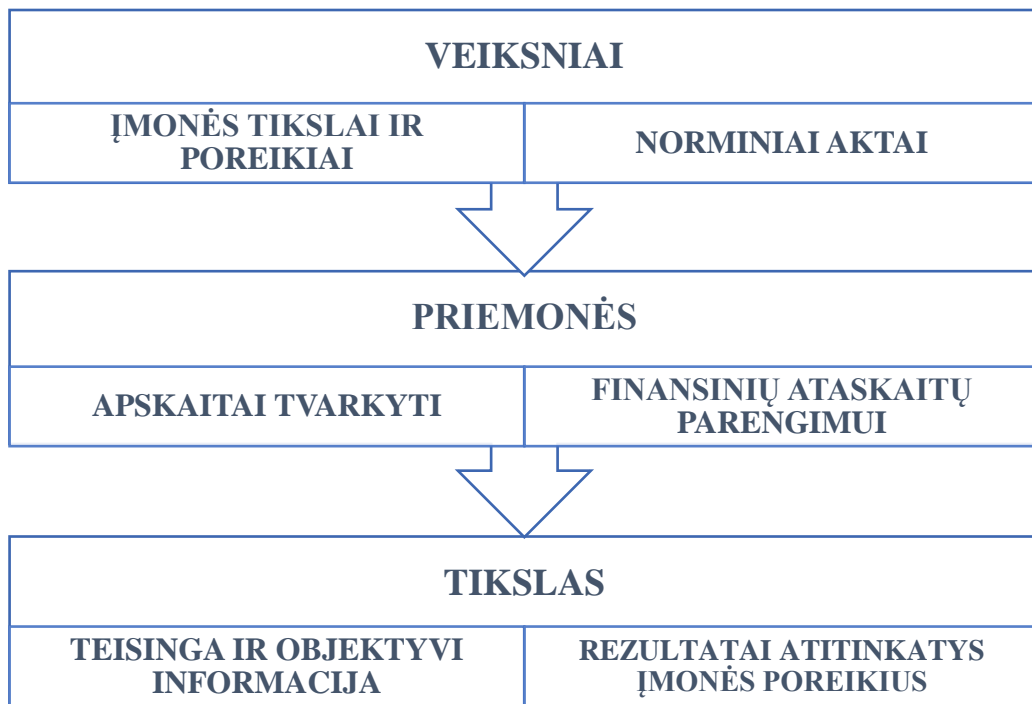 VEIKSNIAI
ĮMONĖS TIKSLAI IR
POREIKIAI
NORMINIAI AKTAI
PRIEMONĖS
APSKAITAI TVARKYTI
FINANSINIŲ ATASKAITŲ
PARENGIMUI
TIKSLAS
TEISINGA IR OBJEKTYVI
INFORMACIJA
REZULTATAI ATITINKATYS
ĮMONĖS POREIKIUS